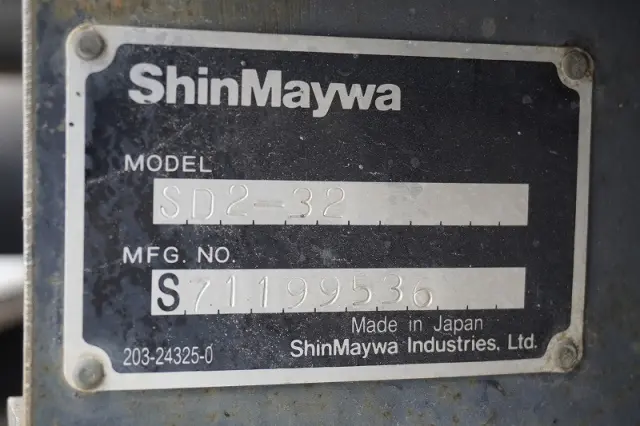 ShinMaywa
MODEL
SD2-32
MFG. NO.
S71199536
Made in Japan
203-24325-0 ShinMaywa Industries, Ltd.